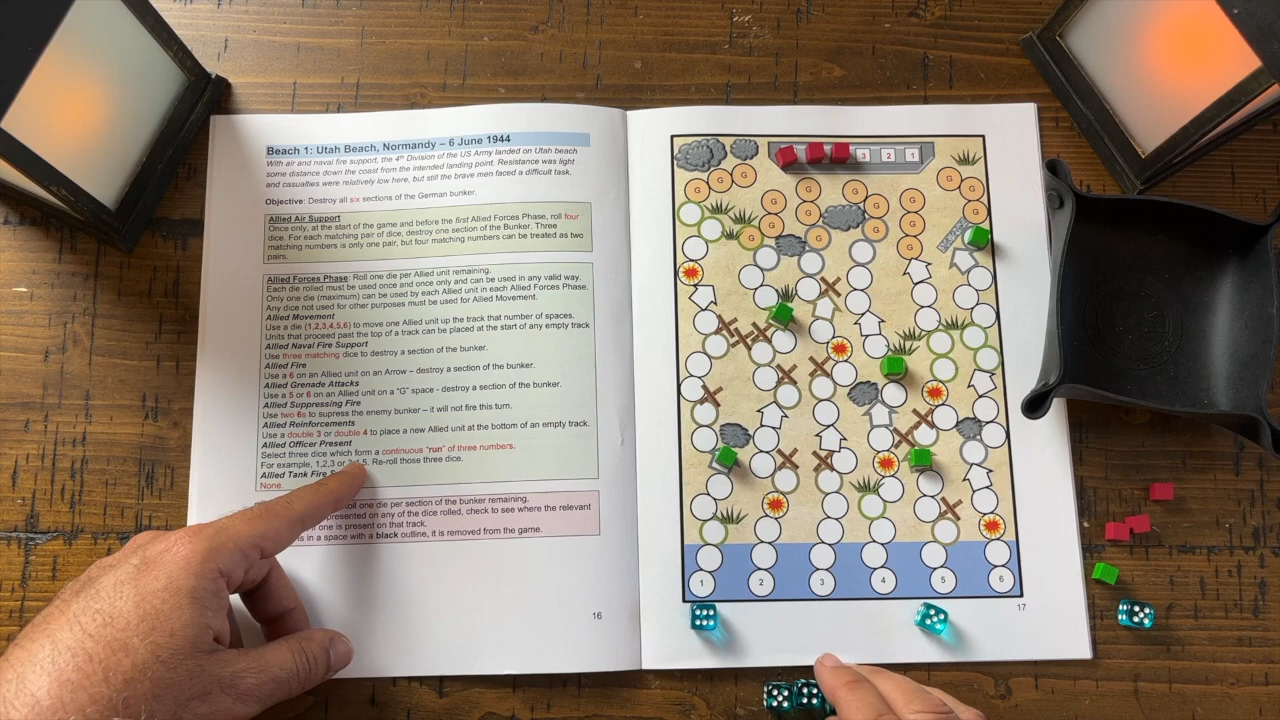 Beach 1: Utah Beach, Normandy – 6 June 1944
With air and naval fire support, the 4th Division of the US Army landed on Utah beach
some distance down the coast from the intended landing point. Resistance was light
and casualties were relatively low here, but still the brave men faced a difficult task.
Objective: Destroy all six sections of the German bunker.
Allied Air Support
Once only, at the start of the game and before the first Allied Forces Phase, roll four
dice. For each matching pair of dice, destroy one section of the Bunker. Three
matching numbers is only one pair, but four matching numbers can be treated as two
pairs.
Allied Forces Phase: Roll one die per Allied unit remaining.
Each die rolled must be used once and once only and can be used in any valid way.
Only one die (maximum) can be used by each Allied unit in each Allied Forces Phase.
Any dice not used for other purposes must be used for Allied Movement.
Allied Movement
Use a die (1,2,3,4,5,6) to move one Allied unit up the track that number of spaces.
Units that proceed past the top of a track can be placed at the start of any empty track
Allied Naval Fire Support
Use three matching dice to destroy a section of the bunker.
Allied Fire
Use a 6 on an Allied unit on an Arrow – destroy a section of the bunker.
Allied Grenade Attacks
Use a 5 or 6 on an Allied unit on a "G" space - destroy a section of the bunker.
Allied Suppressing Fire
Use two 6s to supress the enemy bunker – it will not fire this turn.
Allied Reinforcements
Use a double 3 or double 4 to place a new Allied unit at the bottom of an empty track.
Allied Officer Present
Select three dice which form a continuous "run" of three numbers.
For example, 1,2,3 or 5. Re-roll those three dice.
Allied Tank Fire
None.
oll one die per section of the bunker remaining.
presented on any of the dice rolled, check to see where the relevant
if one is present on that track.
is in a space with a black outline, it is removed from the game.
16
3 2 1
G G G G G G G
G G G G G
G G G G G
G G G
1 2 3 4 5 6
17